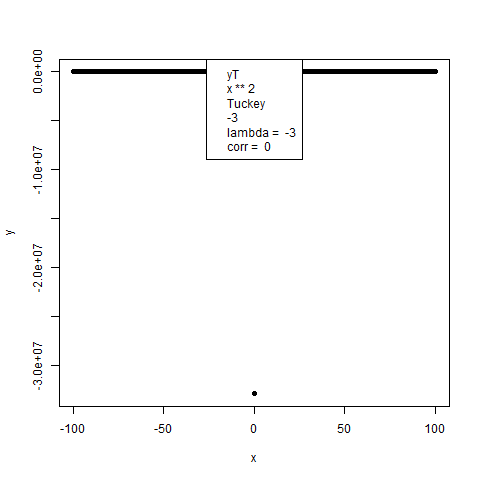 yT
x ** 2
Tuckey
-3
lambda =  -3
corr =  0
0.0e+00
-1.0e+07
-2.0e+07
-3.0e+07
y
-100
-50
0
50
100
x